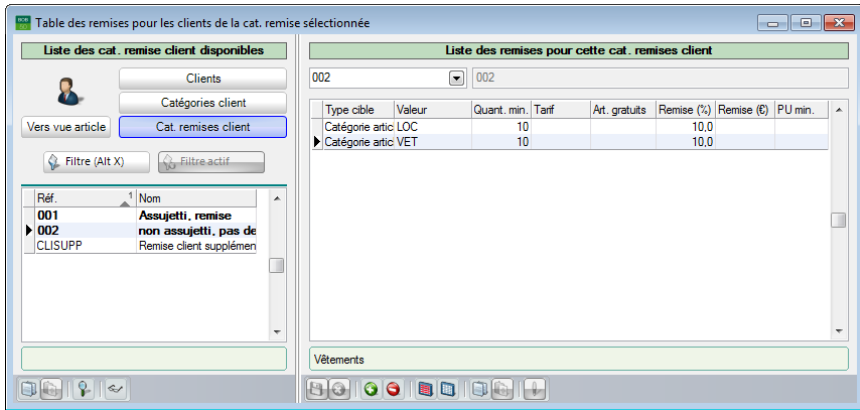 Table des remises pour les clients de la cat. remise sélectionnée
Liste des cat. remise client disponibles
Clients
Catégories client
Vers vue article
Cat. remises client
Filtre (Alt X)
Filtre actif
Réf. 1 Nom
001 Assujetti, remise
002 non assujetti, pas de
CLISUPP Remise client supplémen
Liste des remises pour cette cat. remises client
002 002
Type cible Valeur Quant. min. Tarif Art. gratuits Remise (%) Remise (€) PU min.
Catégorie artic LOC 10 10,0
Catégorie artic VET 10 10,0
Vêtements